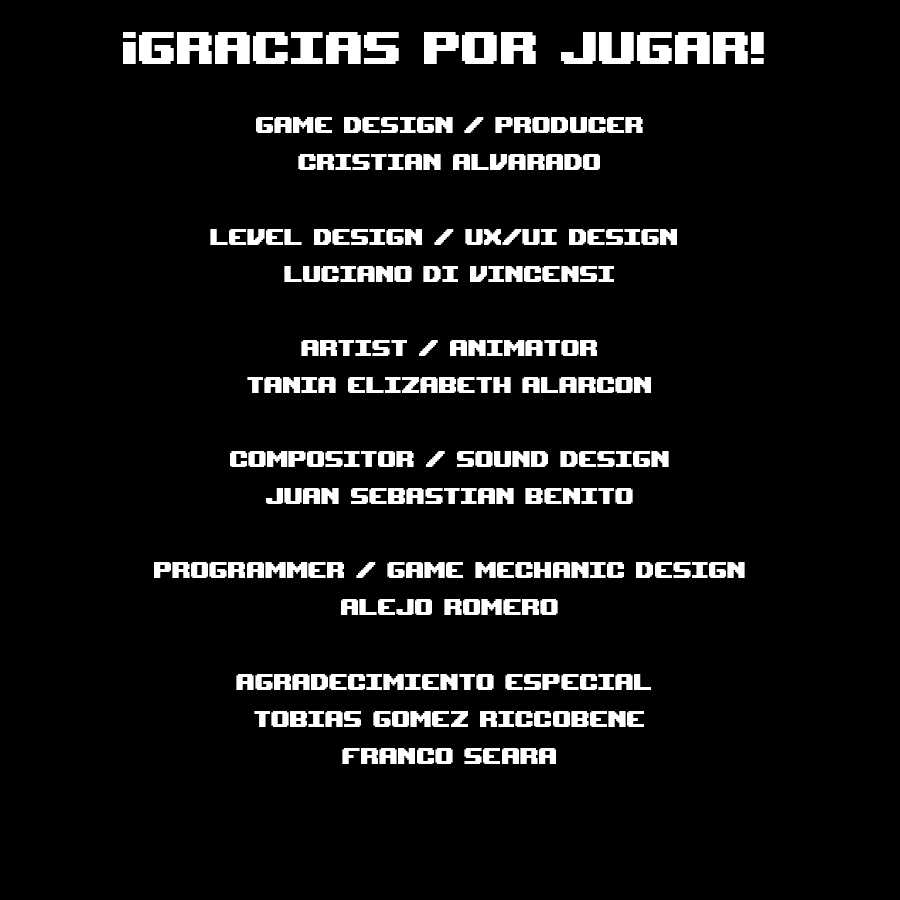 ¡GRACIAS POR JUGAR!
GAME DESIGN / PRODUCER
CRISTIAN ALVARADO
LEVEL DESIGN / UX/UI DESIGN
LUCIANO DI VINCENSI
ARTIST / ANIMATOR
TANIA ELIZABETH ALARCON
COMPOSITOR / SOUND DESIGN
JUAN SEBASTIAN BENITO
PROGRAMMER / GAME MECHANIC DESIGN
ALEJO ROMERO
AGRADECIMIENTO ESPECIAL
TOBIAS GOMEZ RICCOBENE
FRANCO SEARA